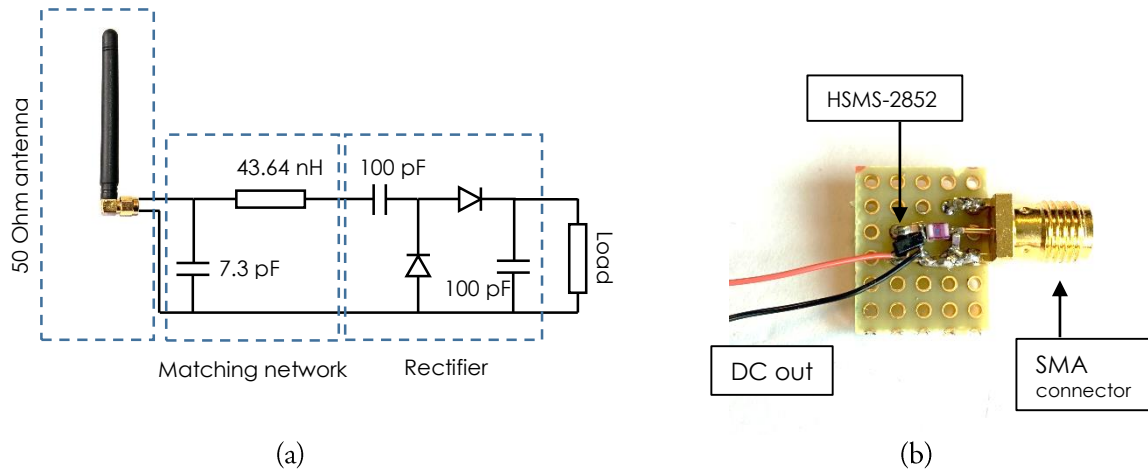 50 Ohm antenna
43.64 nH
100 pF
7.3 pF
100 pF
Load
Matching network
Rectifier
(a)
HSMS-2852
DC out
SMA
connector
(b)